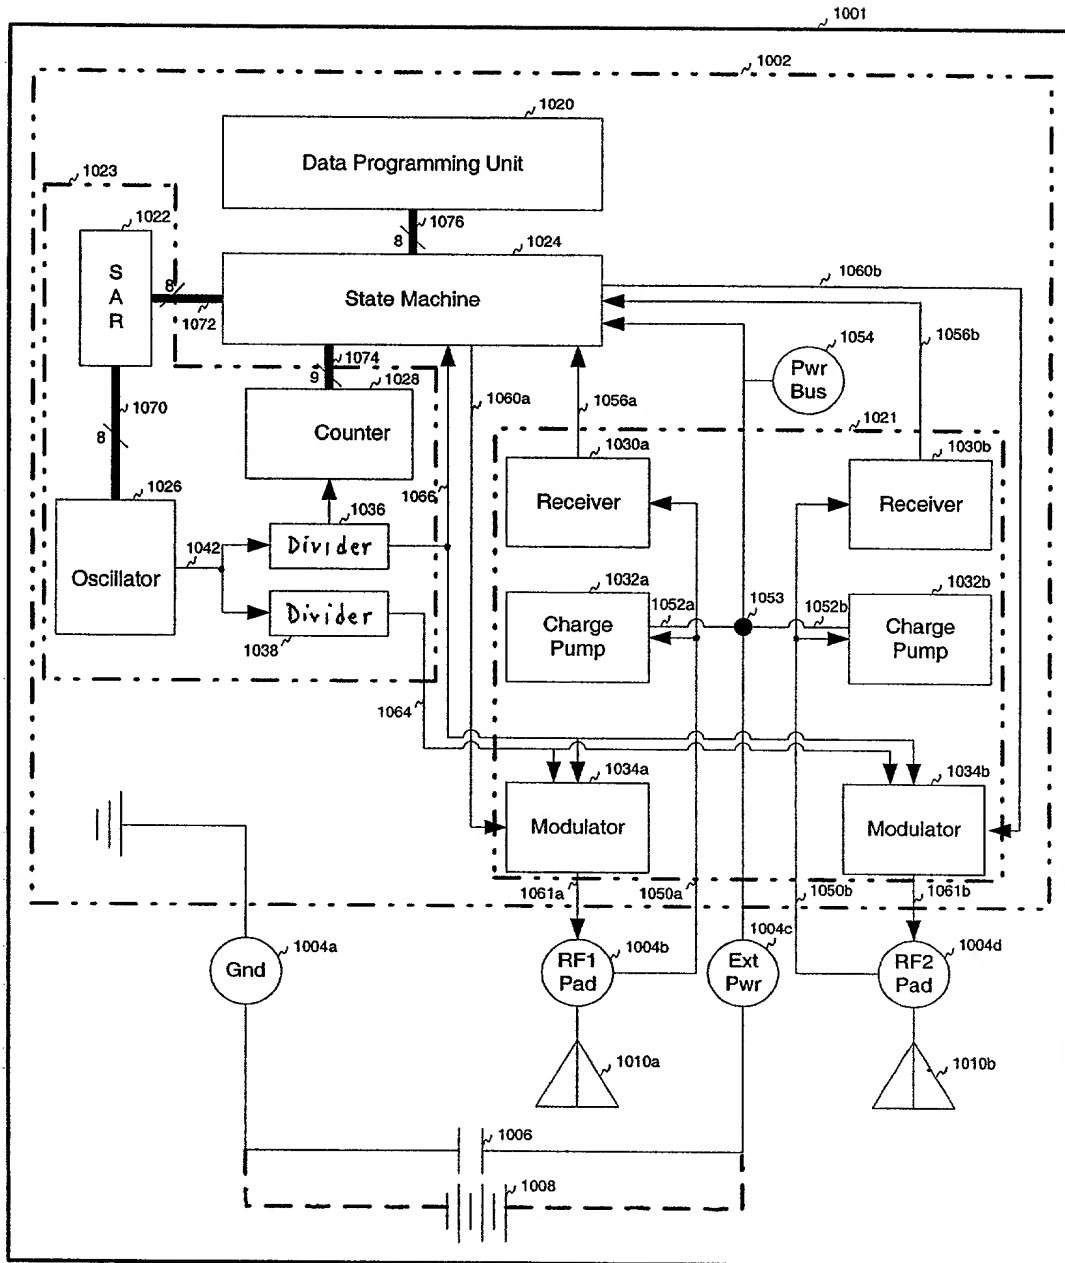 1001
1002
1020
Data Programming Unit
1023
1022
1076
8
1024
S
A
R
8
1072
State Machine
1060b
1054
1056b
Pwr
Bus
1074
9
1028
1070
8
Counter
1060a
1056a
1021
1030a
1030b
1026
1066
Receiver
Receiver
1036
1042
Divider
Oscillator
1032a
1032b
1052a
1053
1052b
Divider
1038
Charge
Pump
Charge
Pump
1064
1034a
1034b
Modulator
Modulator
1061a
1050a
1050b
1061b
1004a
Gnd
1004b
RF1
Pad
1004c
Ext
Pwr
1004d
RF2
Pad
1010a
1010b
1006
1008